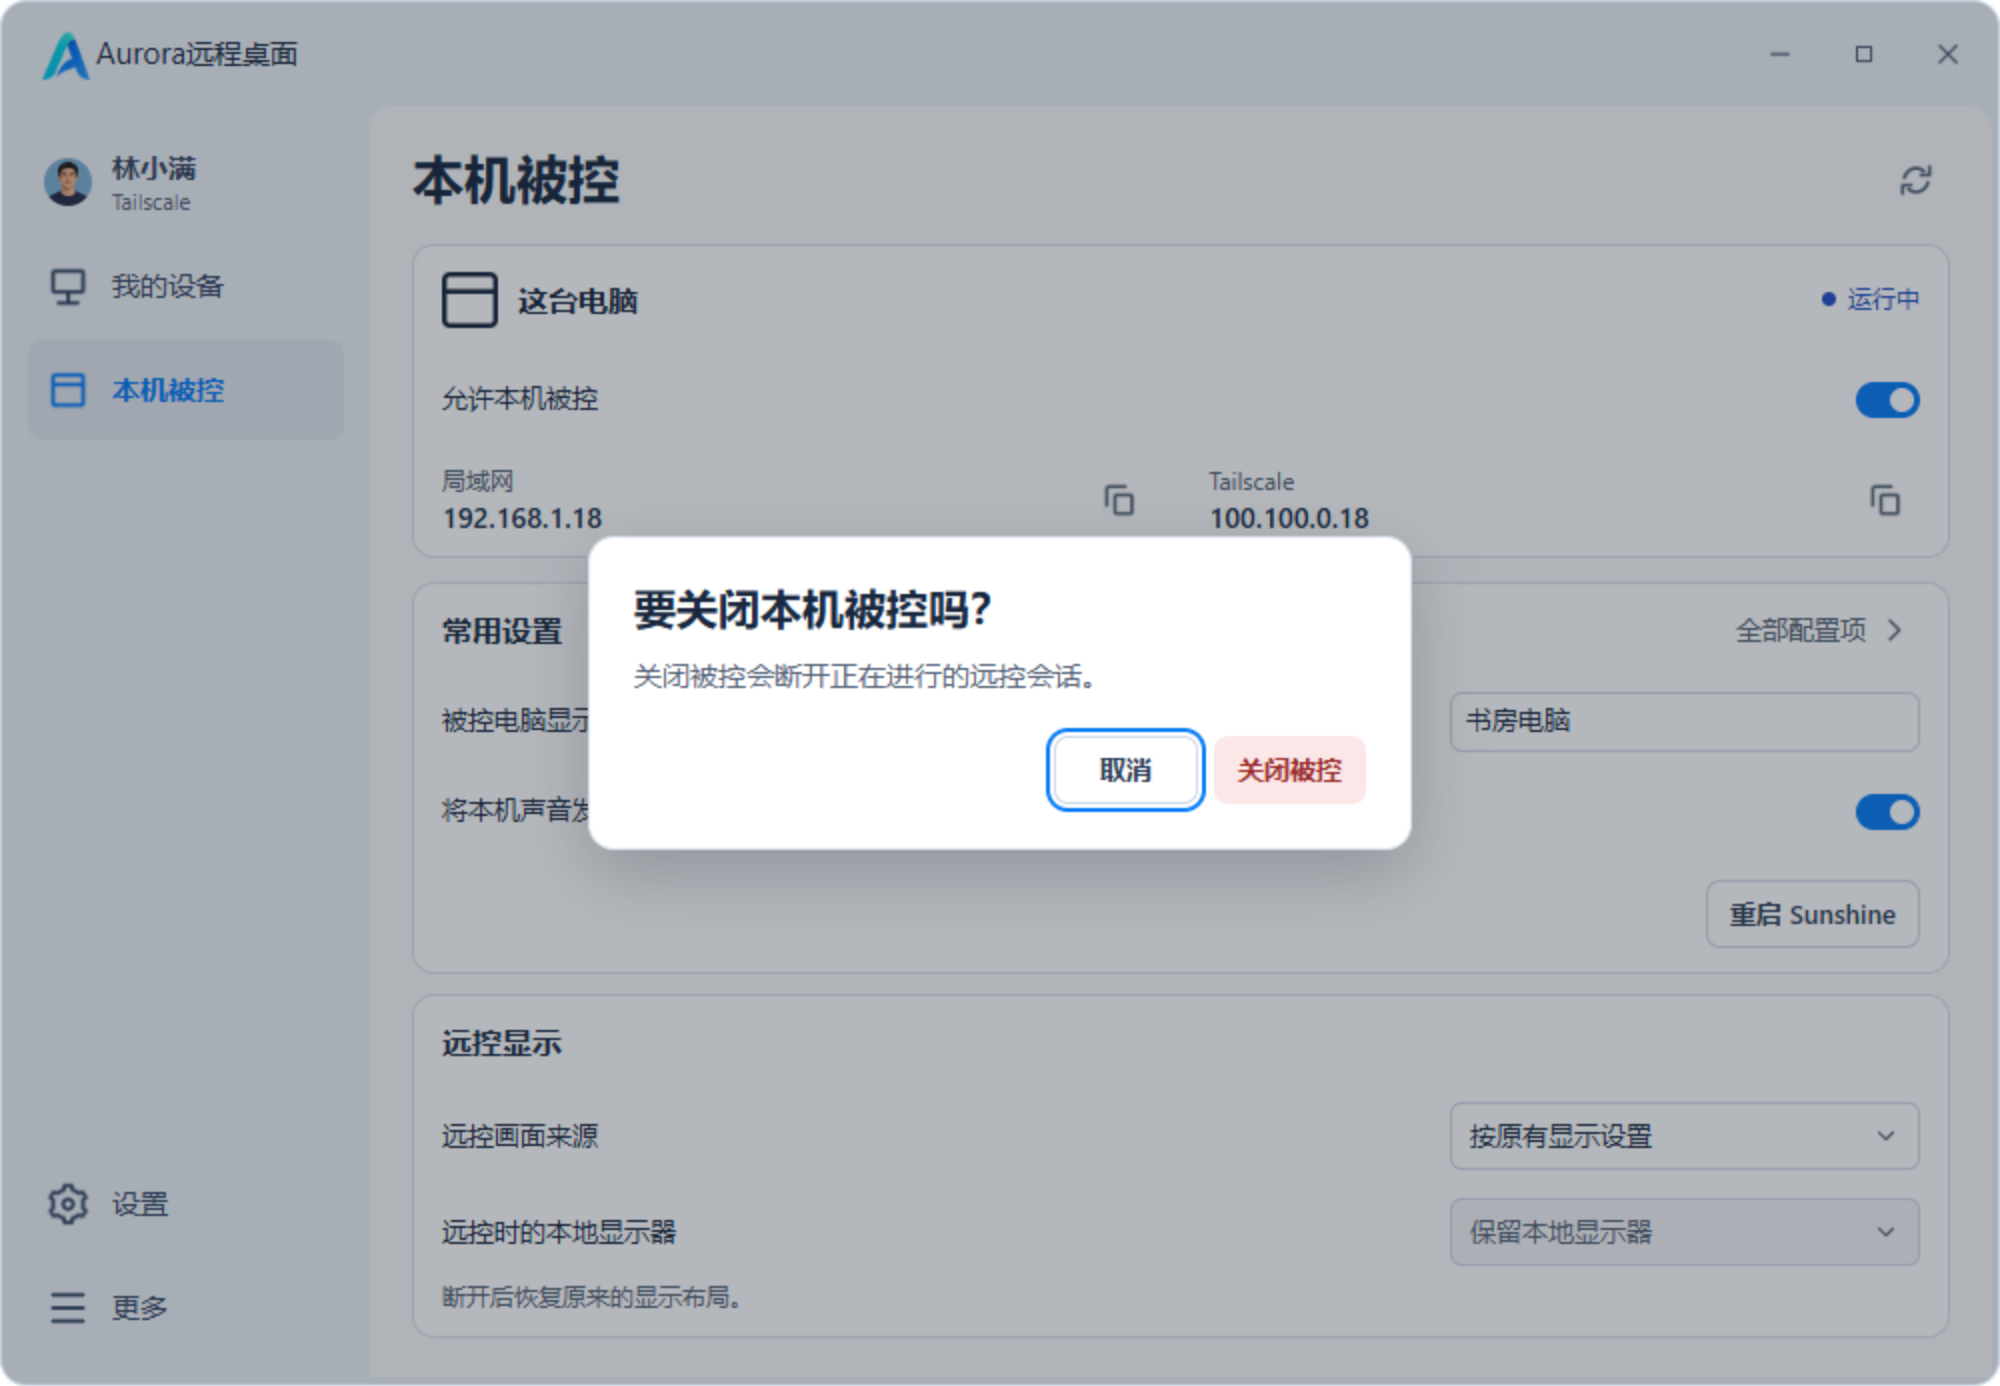 Aurora远程桌面
林小满
Tailscale
我的设备
本机被控
设置
更多
本机被控
这台电脑
运行中
允许本机被控
局域网
192.168.1.18
Tailscale
100.100.0.18
常用设置
全部配置项
被控电脑显示
书房电脑
将本机声音发
重启 Sunshine
要关闭本机被控吗?
关闭被控会断开正在进行的远控会话。
取消
关闭被控
远控显示
远控画面来源
按原有显示设置
远控时的本地显示器
保留本地显示器
断开后恢复原来的显示布局。